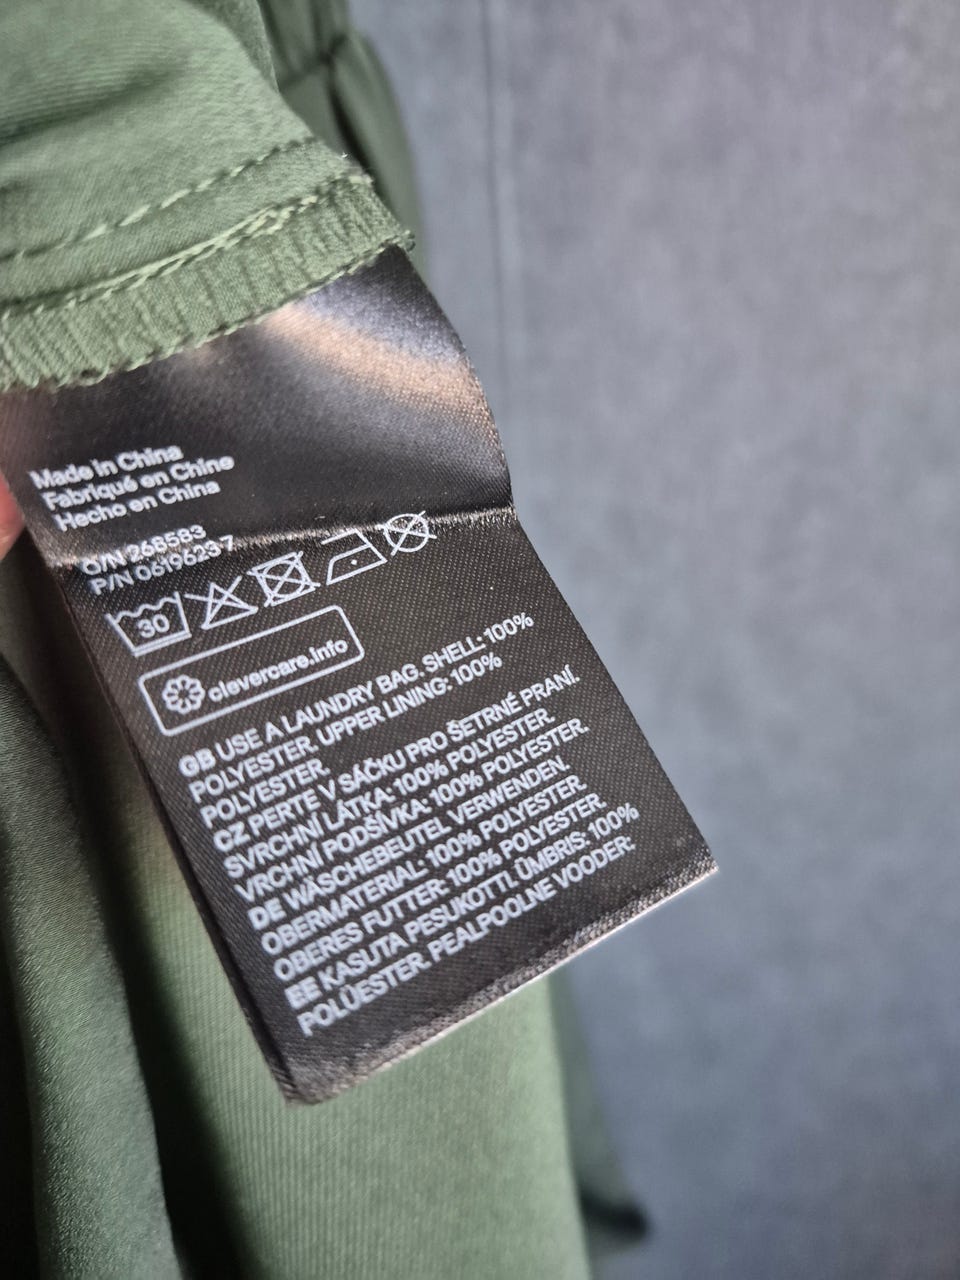 Made in China
Fabriqué en Chine
Hecho en China
O/N 268583
P/N 0619623 7
30
clevercare.info
GB USE A LAUNDRY BAG. SHELL: 100%
POLYESTER. UPPER LINING: 100%
POLYESTER.
CZ PERTE V SÁČKU PRO ŠETRNÉ PRANÍ.
SVRCHNÍ LÁTKA: 100% POLYESTER.
VRCHNÍ PODŠÍVKA: 100% POLYESTER.
DE WÄSCHEBEUTEL VERWENDEN.
OBERMATERIAL: 100% POLYESTER.
OBERES FUTTER: 100% POLYESTER.
EE KASUTA PESUKOTTI. ÜMBRIS: 100%
POLÜESTER. PEALPOOLNE VOODER: